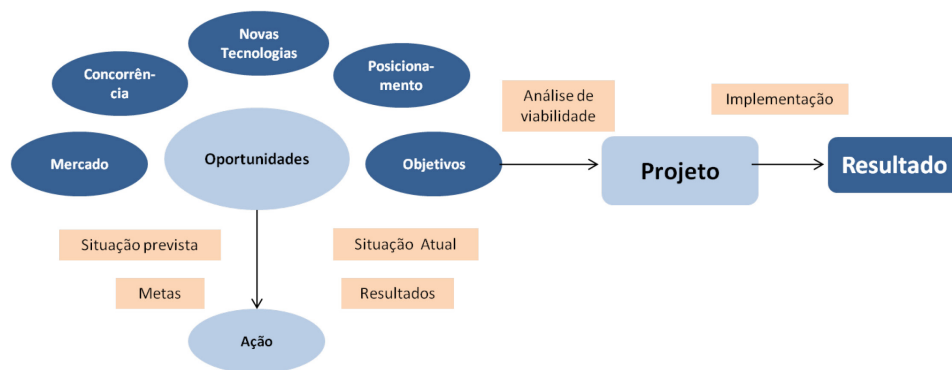 Novas
Tecnologias
Concorrên-
cia
Posiciona-
mento
Mercado
Oportunidades
Objetivos
Análise de
viabilidade
Projeto
Implementação
Resultado
Situação prevista
Situação Atual
Metas
Resultados
Ação